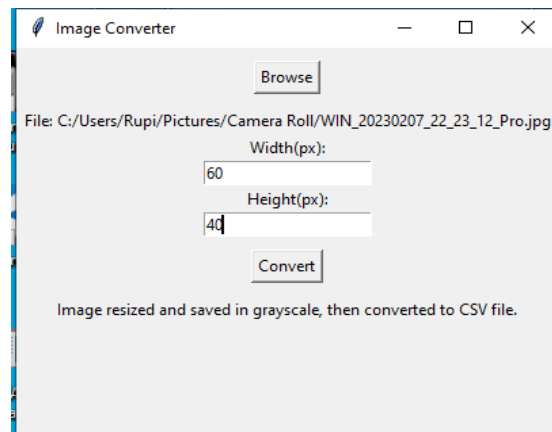 Image Converter
Browse
File: C:/Users/Rupi/Pictures/Camera Roll/WIN_20230207_22_23_12_Pro.jpg
Width(px):
60
Height(px):
40
Convert
Image resized and saved in grayscale, then converted to CSV file.